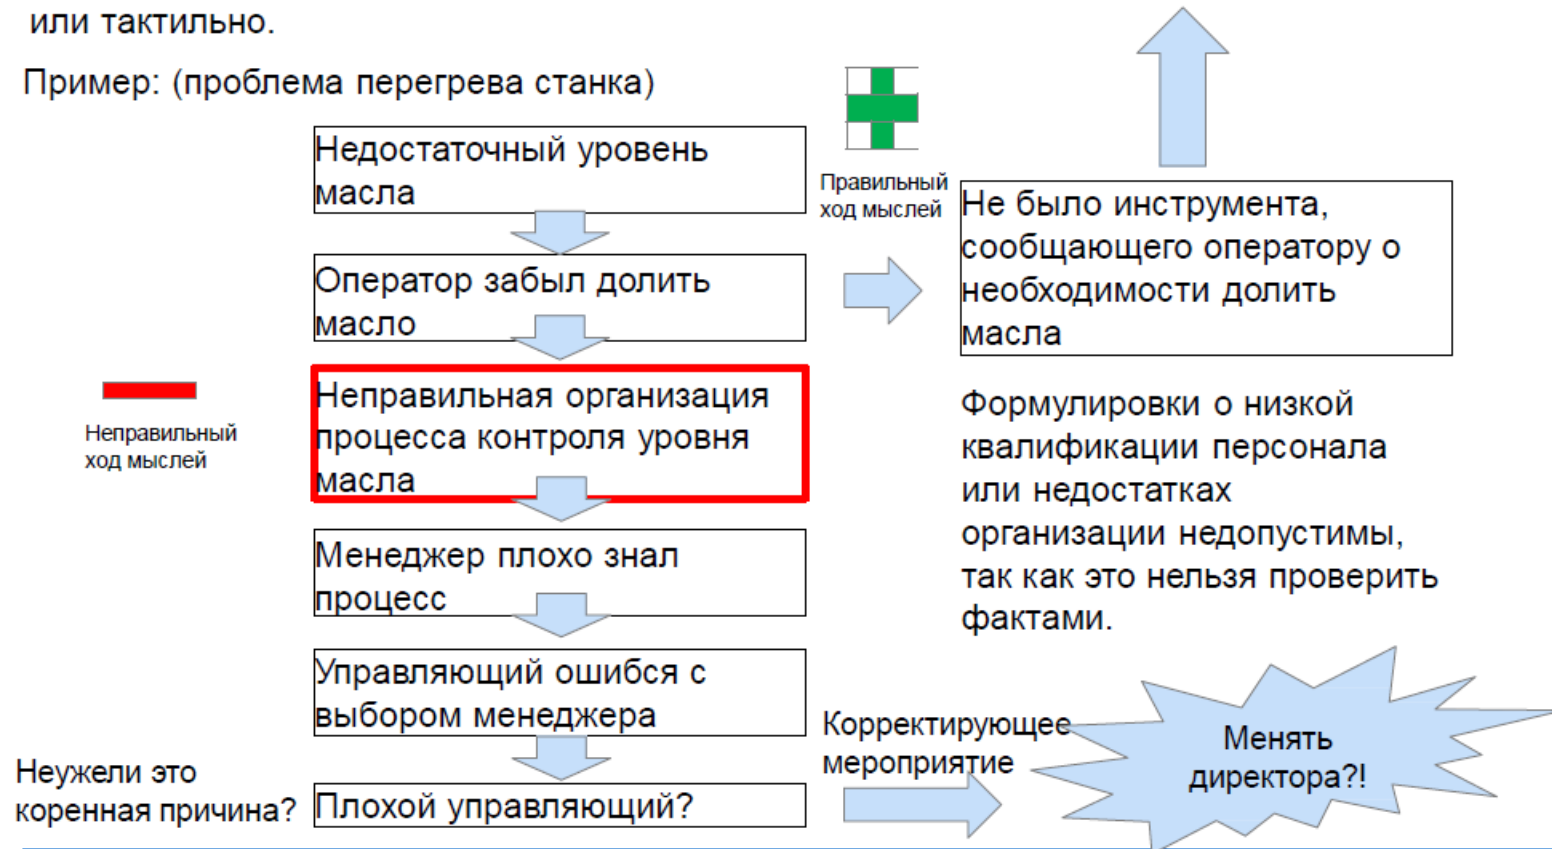 или тактильно.
Пример: (проблема перегрева станка)
Недостаточный уровень
масла
Оператор забыл долить
масло
Правильный
ход мыслей
Не было инструмента,
сообщающего оператору о
необходимости долить
масла
Неправильный
ход мыслей
Неправильная организация
процесса контроля уровня
масла
Формулировки о низкой
квалификации персонала
или недостатках
организации недопустимы,
так как это нельзя проверить
фактами.
Менеджер плохо знал
процесс
Управляющий ошибся с
выбором менеджера
Неужели это
коренная причина?
Плохой управляющий?
Корректирующее
мероприятие
Менять
директора?!